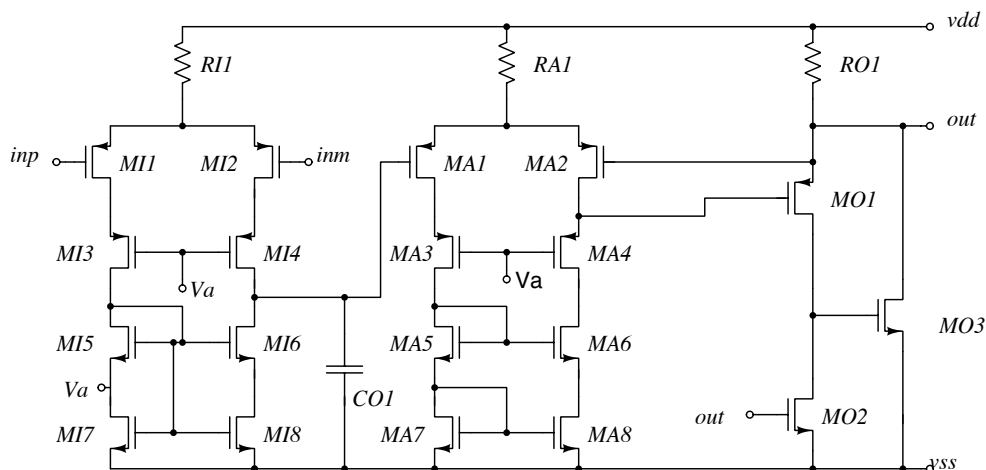 vdd
RI1 RA1 RO1
out
inp MI1 MI2 inm MA1 MA2
MO1
MI3 MI4 MA3 MA4
Va Va
MO3
MI5 MI6 MA5 MA6
Va CO1
out MO2
MI7 MI8 MA7 MA8
vss